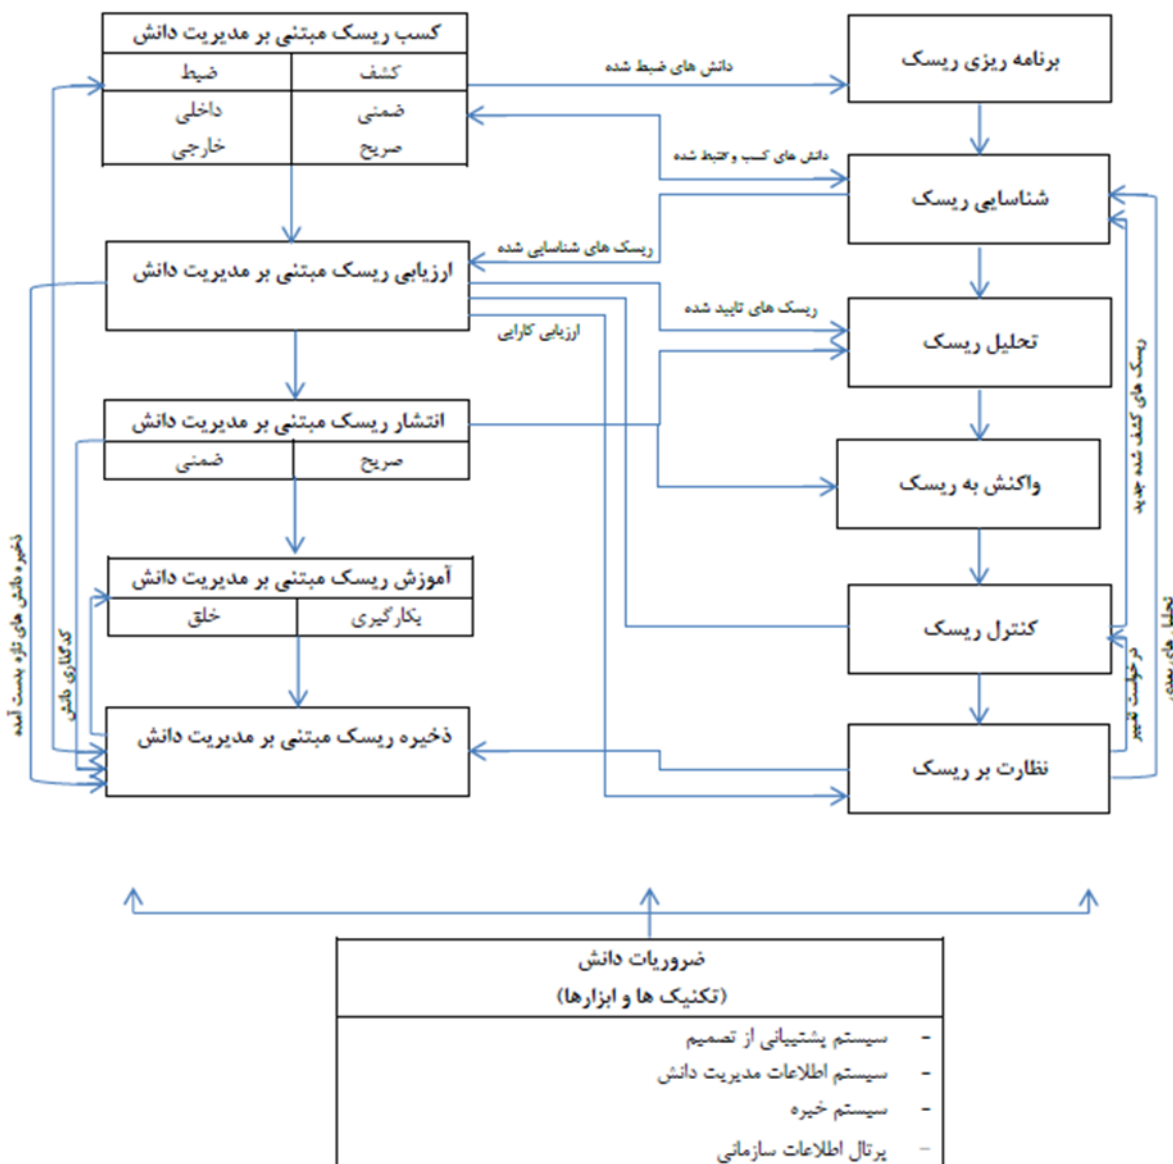 کسب ریسک مبتنی بر مدیریت دانش
کشف
ضبط
ضمنی
داخلی
صریح
خارجی
دانش های ضبط شده
برنامه ریزی ریسک
دانش های کسب و ضبط شده
شناسایی ریسک
ریسک های شناسایی شده
ارزیابی ریسک مبتنی بر مدیریت دانش
ریسک های تایید شده
ارزیابی کارایی
تحلیل ریسک
ریسک های کشف شده جدید
انتشار ریسک مبتنی بر مدیریت دانش
صریح
ضمنی
واکنش به ریسک
ذخیره دانش های تازه بدست آمده
کدگذاری دانش
آموزش ریسک مبتنی بر مدیریت دانش
بکارگیری
خلق
کنترل ریسک
درخواست تغییر
تحلیل های بعدی
ذخیره ریسک مبتنی بر مدیریت دانش
نظارت بر ریسک
ضروریات دانش
(تکنیک ها و ابزارها)
- سیستم پشتیبانی از تصمیم
- سیستم اطلاعات مدیریت دانش
- سیستم خبره
- پرتال اطلاعات سازمانی